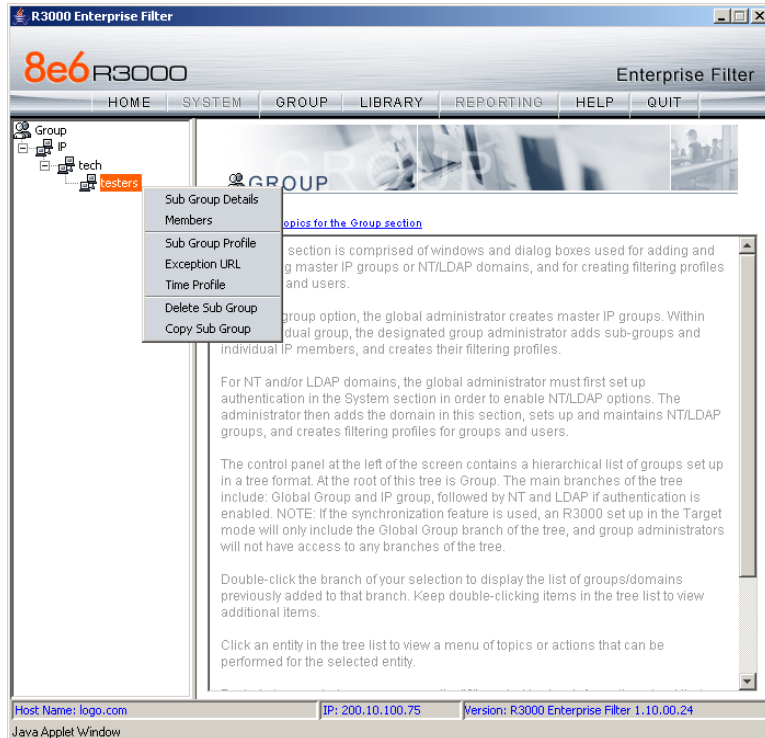 R3000 Enterprise Filter
8e6 R3000
Enterprise Filter
HOME SYSTEM GROUP LIBRARY REPORTING HELP QUIT
Group
IP
tech
testers
GROUP
GROUP
Sub Group Details
Members
Sub Group Profile
Exception URL
Time Profile
Delete Sub Group
Copy Sub Group
opics for the Group section
section is comprised of windows and dialog boxes used for adding and
g master IP groups or NT/LDAP domains, and for creating filtering profiles
and users.
group option, the global administrator creates master IP groups. Within
dual group, the designated group administrator adds sub-groups and
individual IP members, and creates their filtering profiles.
For NT and/or LDAP domains, the global administrator must first set up
authentication in the System section in order to enable NT/LDAP options. The
administrator then adds the domain in this section, sets up and maintains NT/LDAP
groups, and creates filtering profiles for groups and users.
The control panel at the left of the screen contains a hierarchical list of groups set up
in a tree format. At the root of this tree is Group. The main branches of the tree
include: Global Group and IP group, followed by NT and LDAP if authentication is
enabled. NOTE: If the synchronization feature is used, an R3000 set up in the Target
mode will only include the Global Group branch of the tree, and group administrators
will not have access to any branches of the tree.
Double-click the branch of your selection to display the list of groups/domains
previously added to that branch. Keep double-clicking items in the tree list to view
additional items.
Click an entity in the tree list to view a menu of topics or actions that can be
performed for the selected entity.
Host Name: logo.com IP: 200.10.100.75 Version: R3000 Enterprise Filter 1.10.00.24
Java Applet Window